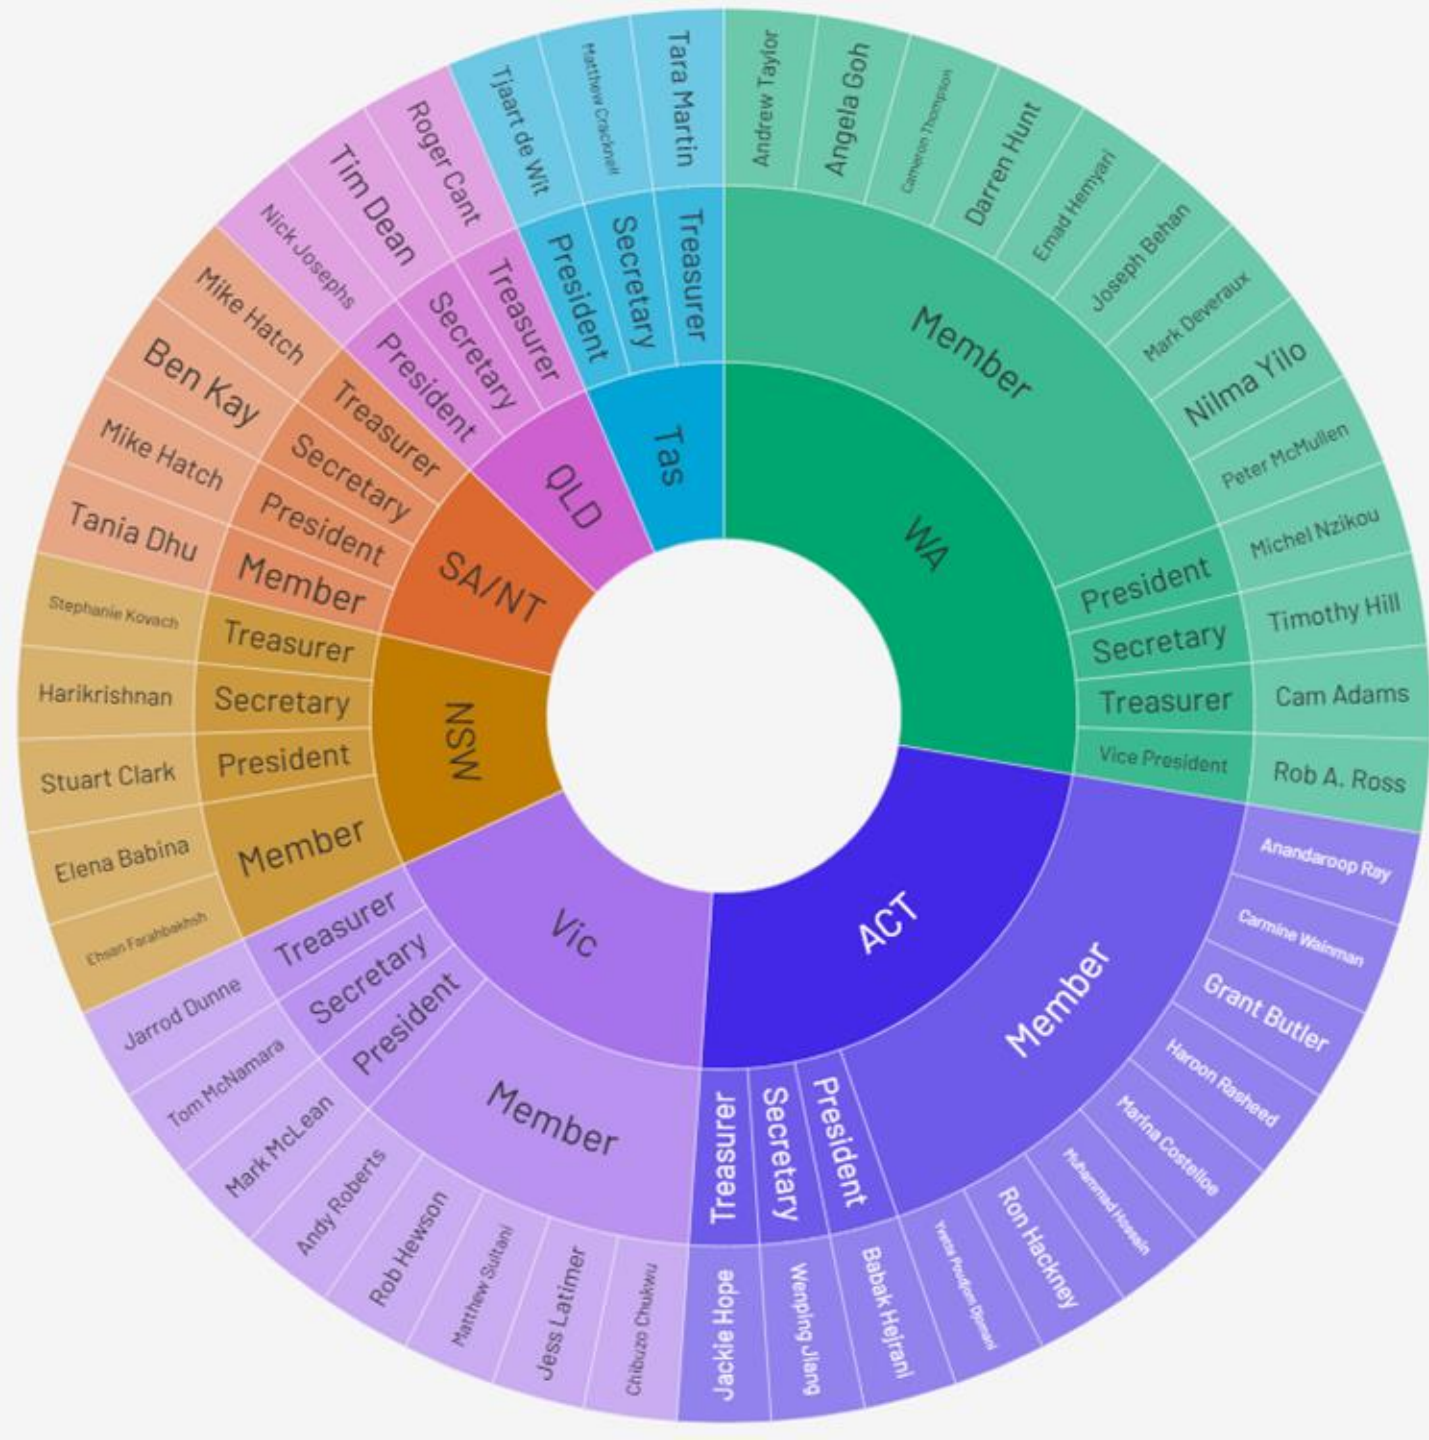 WA
Member
Andrew Taylor
Angela Goh
Cameron Thompson
Darren Hunt
Emad Hemyari
Joseph Behan
Mark Deveraux
Nilma Yilo
Peter McMullen
President
Michel Nzikou
Secretary
Timothy Hill
Treasurer
Cam Adams
Vice President
Rob A. Ross
ACT
Member
Anandaroop Ray
Carmine Wainman
Grant Butler
Haroon Rasheed
Marina Costelloe
Muhammad Hossain
Ron Hackney
Yvette Poudjom Djomani
President
Babak Hejrani
Secretary
Wenping Jiang
Treasurer
Jackie Hope
Vic
Member
Chibuzo Chukwu
Jess Latimer
Matthew Sultani
Rob Hewson
Andy Roberts
President
Mark McLean
Secretary
Tom McNamara
Treasurer
Jarrod Dunne
NSW
Member
Ehsan Farahbakhsh
Elena Babina
President
Stuart Clark
Secretary
Harikrishnan
Treasurer
Stephanie Kovach
SA/NT
Member
Tania Dhu
President
Mike Hatch
Secretary
Ben Kay
Treasurer
Mike Hatch
QLD
President
Nick Josephs
Secretary
Tim Dean
Treasurer
Roger Cant
Tas
President
Tjaart de Wit
Secretary
Matthew Cracknell
Treasurer
Tara Martin